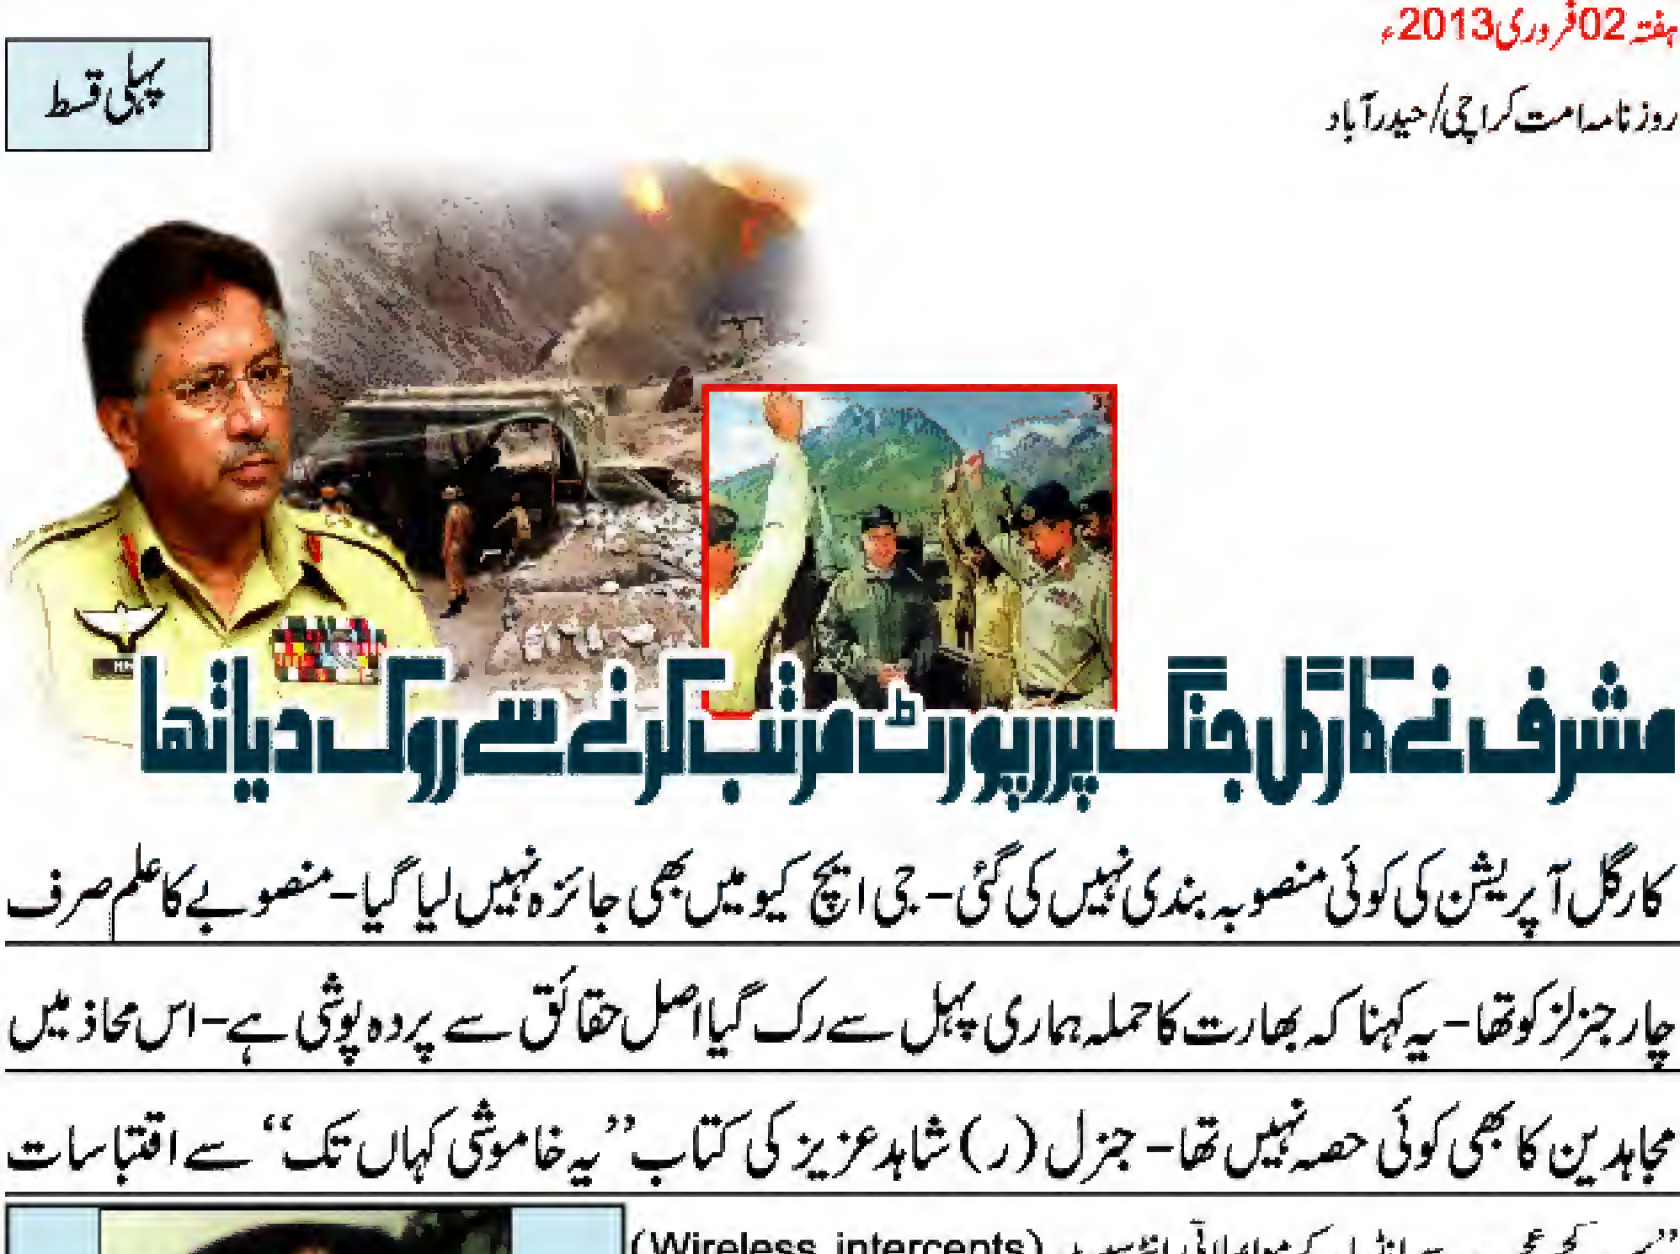 ہفتہ 02 فروری 2013ء
روزنامہ امت کراچی/حیدرآباد
پہلی قسط
مشرف نے کارگل جنگ پر رپورٹ مرتب کرنے سے روک دیا تھا
کارگل آپریشن کی کوئی منصوبہ بندی نہیں کی گئی - جی ایچ کیو میں بھی جائزہ نہیں لیا گیا - منصوبے کا علم صرف
چار جنرلز کو تھا - یہ کہنا کہ بھارت کا حملہ ہماری پہل سے رک گیا اصل حقائق سے پردہ پوشی ہے - اس محاذ میں
مجاہدین کا بھی کوئی حصہ نہیں تھا - جنرل (ر) شاہد عزیز کی کتاب ’’یہ خاموشی کہاں تک‘‘ سے اقتباسات
(Wireless intercepts)